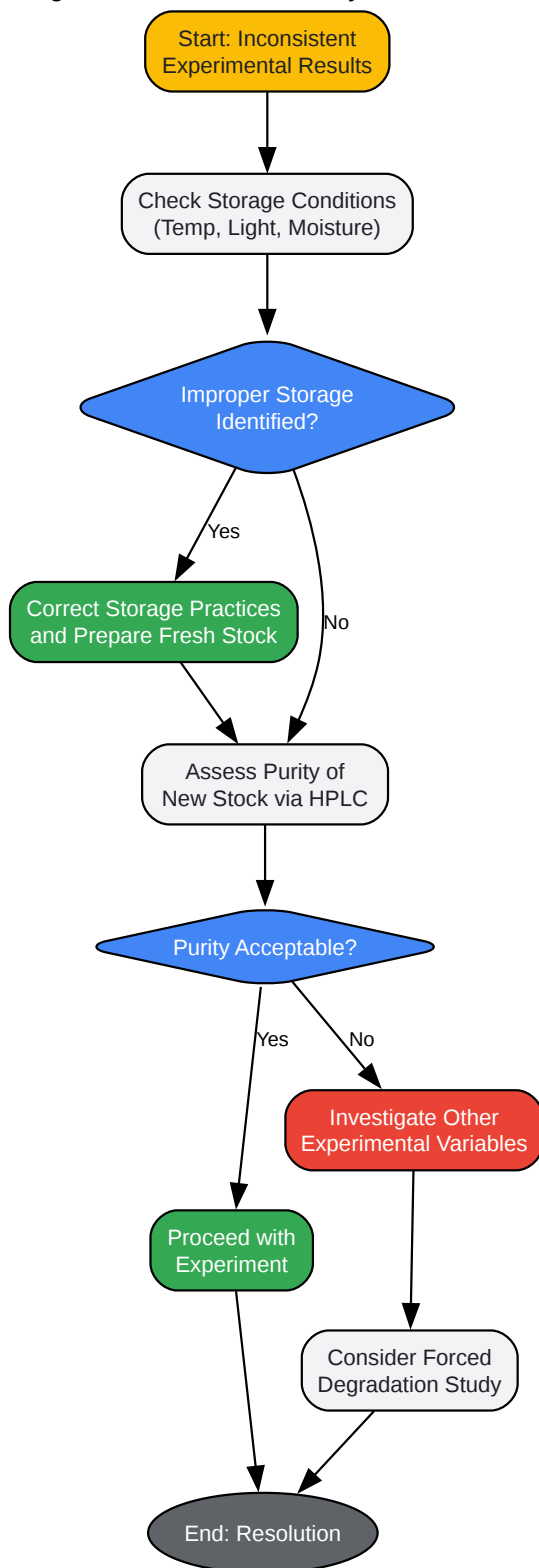 Start: Inconsistent
Experimental Results
Check Storage Conditions
(Temp, Light, Moisture)
Improper Storage
Identified?
Yes
Correct Storage Practices
and Prepare Fresh Stock
No
Assess Purity of
New Stock via HPLC
Purity Acceptable?
Yes
No
Investigate Other
Experimental Variables
Proceed with
Experiment
Consider Forced
Degradation Study
End: Resolution